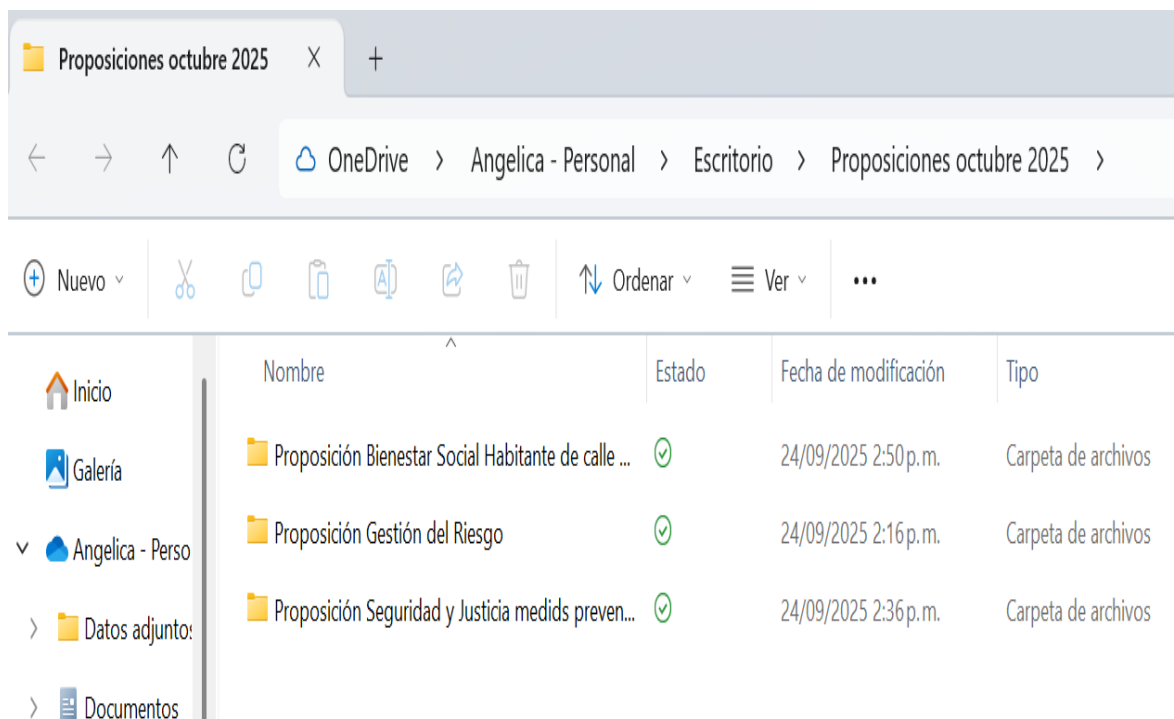 Proposiciones octubre 2025
OneDrive > Angelica - Personal > Escritorio > Proposiciones octubre 2025 >
Nuevo Ordenar Ver
Nombre Estado Fecha de modificación Tipo
Inicio
Galería
Angelica - Perso
Datos adjuntos
Documentos
Proposición Bienestar Social Habitante de calle ... 24/09/2025 2:50 p. m. Carpeta de archivos
Proposición Gestión del Riesgo 24/09/2025 2:16 p. m. Carpeta de archivos
Proposición Seguridad y Justicia medids preven... 24/09/2025 2:36 p. m. Carpeta de archivos